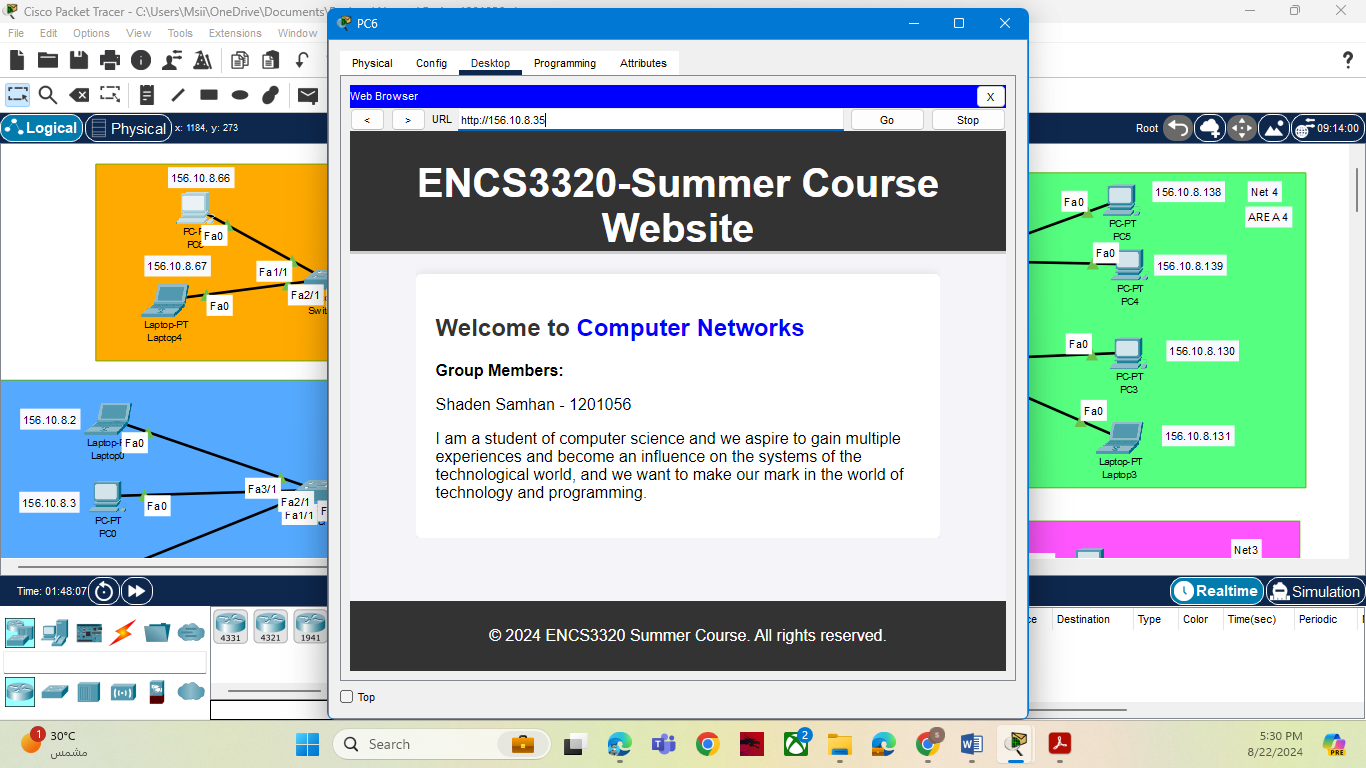 Cisco Packet Tracer - C:\Users\Msii\OneDrive\Documents\
File Edit Options View Tools Extensions Window
?
Logical Physical x: 1184, y: 273
Root 09:14:00
PC6
Physical Config Desktop Programming Attributes
Web Browser X
< > URL http://156.10.8.35 Go Stop
ENCS3320-Summer Course
Website
Welcome to Computer Networks
Group Members:
Shaden Samhan - 1201056
I am a student of computer science and we aspire to gain multiple
experiences and become an influence on the systems of the
technological world, and we want to make our mark in the world of
technology and programming.
© 2024 ENCS3320 Summer Course. All rights reserved.
Top
156.10.8.66
Fa0
156.10.8.67
Fa1/1
Fa2/1
Fa0
Laptop-PT
Laptop4
156.10.8.2
Fa0
Fa3/1
156.10.8.3
Fa0
Fa2/1
Fa1/1
PC-PT
PC0
Fa0
156.10.8.138
Net 4
AREA 4
PC-PT
PC5
Fa0
156.10.8.139
PC-PT
PC4
Fa0
156.10.8.130
PC-PT
PC3
Fa0
156.10.8.131
Laptop-PT
Laptop3
Net3
Time: 01:48:07
Realtime Simulation
4331 4321 1941
Destination Type Color Time(sec) Periodic
1
30°C
مشمس
Search
2
S
PRE
5:30 PM
8/22/2024